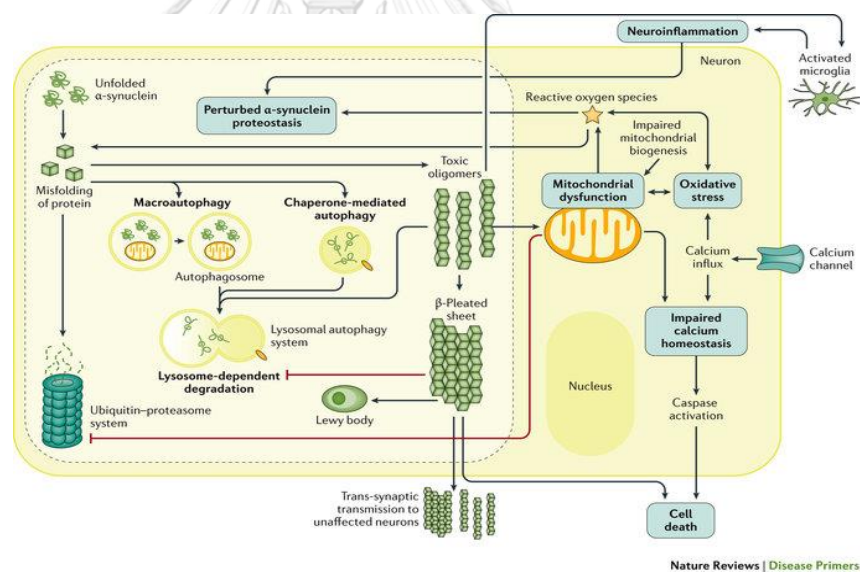 Neuroinflammation
Neuron
Activated
microglia
Unfolded
α-synuclein
Perturbed α-synuclein
proteostasis
Reactive oxygen species
Impaired
mitochondrial
biogenesis
Misfolding
of protein
Toxic
oligomers
Macroautophagy
Chaperone-mediated
autophagy
Mitochondrial
dysfunction
Oxidative
stress
Autophagosome
Calcium
influx
Calcium
channel
β-Pleated
sheet
Lysosomal autophagy
system
Impaired
calcium
homeostasis
Lysosome-dependent
degradation
Nucleus
Ubiquitin–proteasome
system
Lewy body
Caspase
activation
Trans-synaptic
transmission to
unaffected neurons
Cell
death
Nature Reviews | Disease Primers